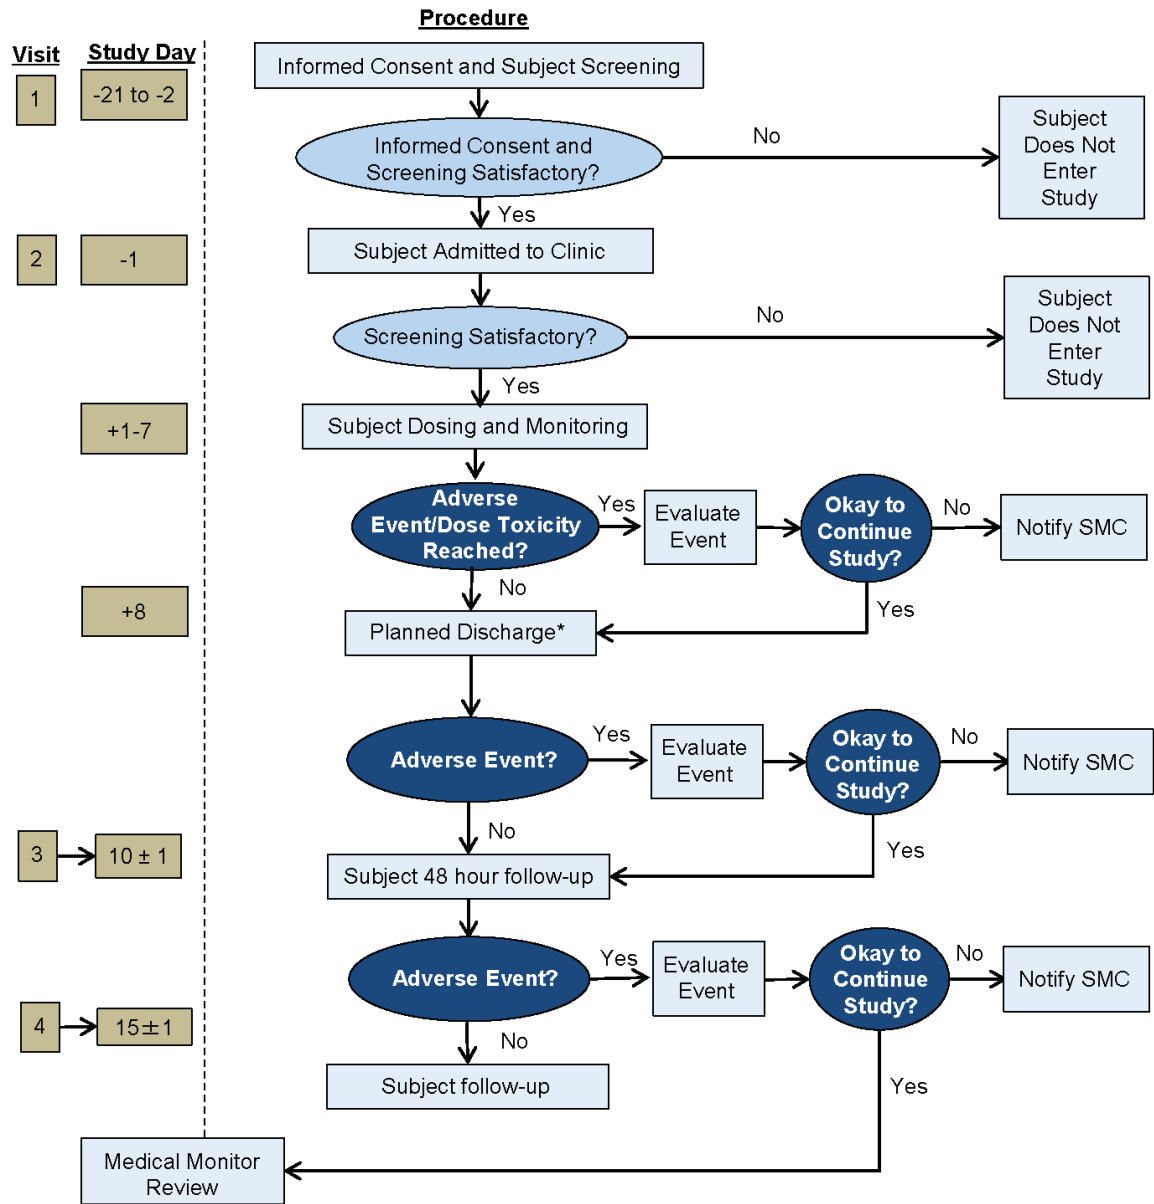 Procedure
Visit
Study Day
1
-21 to -2
Informed Consent and Subject Screening
Informed Consent and
Screening Satisfactory?
No
Subject
Does Not
Enter
Study
Yes
2
-1
Subject Admitted to Clinic
Screening Satisfactory?
No
Subject
Does Not
Enter
Study
Yes
+1-7
Subject Dosing and Monitoring
Adverse
Event/Dose Toxicity
Reached?
Yes
Evaluate
Event
Okay to
Continue
Study?
No
Notify SMC
No
Yes
+8
Planned Discharge*
Adverse Event?
Yes
Evaluate
Event
Okay to
Continue
Study?
No
Notify SMC
No
Yes
3
10 ± 1
Subject 48 hour follow-up
Adverse Event?
Yes
Evaluate
Event
Okay to
Continue
Study?
No
Notify SMC
4
15±1
No
Yes
Subject follow-up
Medical Monitor
Review